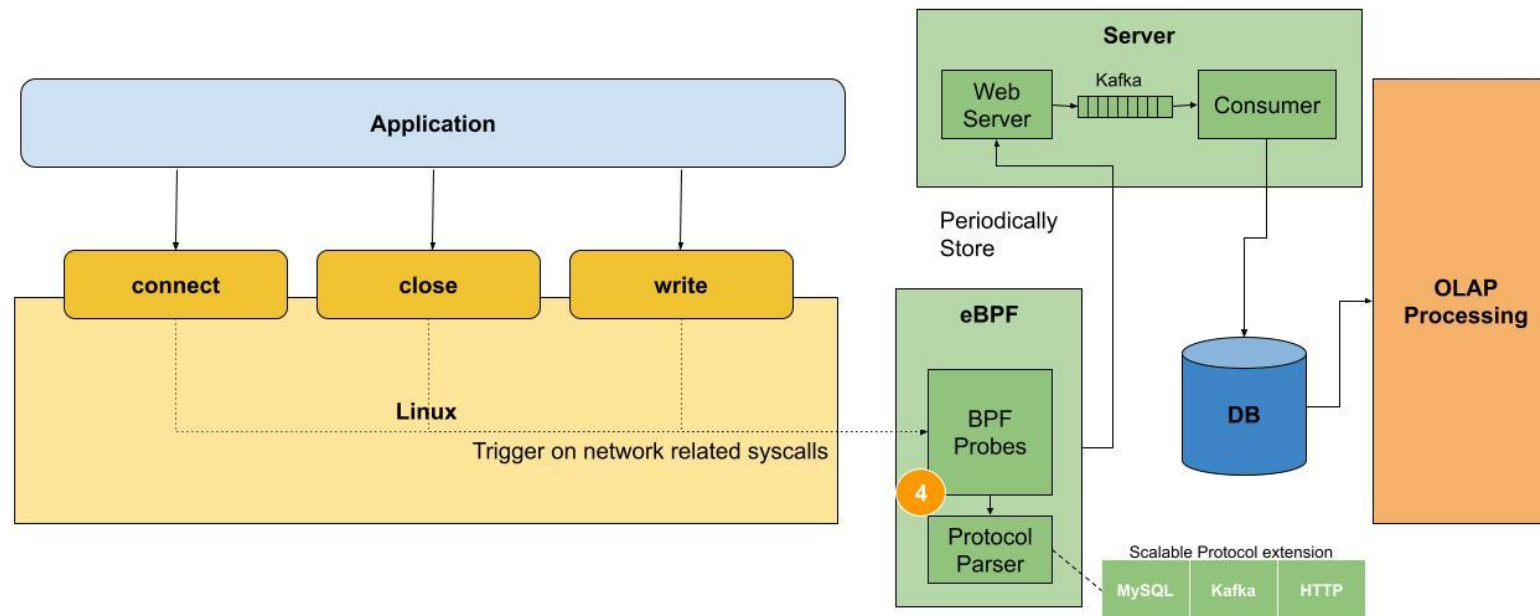 Application
connect
close
write
Linux
Trigger on network related syscalls
Server
Web
Server
Kafka
Consumer
Periodically
Store
eBPF
BPF
Probes
4
Protocol
Parser
DB
OLAP
Processing
Scalable Protocol extension
MySQL
Kafka
HTTP